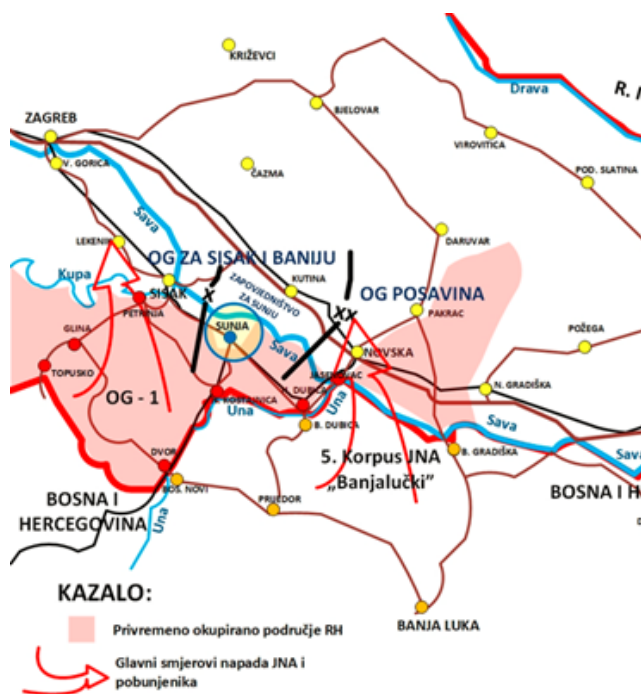 KRIŽEVCI
Drava
R.
ZAGREB
BJELOVAR
VIROVITICA
V. GORICA
ČAZMA
POD. SLATINA
Sava
LEKENIK
DARUVAR
OG ZA SISAK I BANIJU
Kupa
SISAK
X
ZAPOVJEDNIŠTVO
ZA SUNJU
KUTINA
OG POSAVINA
XX
PETRINJA
PAKRAC
SUNJA
Sava
GLINA
NOVSKA
POŽEGA
TOPUSKO
JASENOVAC
OG - 1
H. KOSTAJNICA
H. DUBICA
N. GRADIŠKA
Una
Una
B. DUBICA
Sava
DVOR
5. Korpus JNA
„Banjalučki”
B. GRADIŠKA
Sava
BOS. NOVI
BOSNA I
HERCEGOVINA
Una
PRIJEDOR
BOSNA I H
KAZALO:
BANJA LUKA
Privremeno okupirano područje RH
Glavni smjerovi napada JNA i
pobunjenika